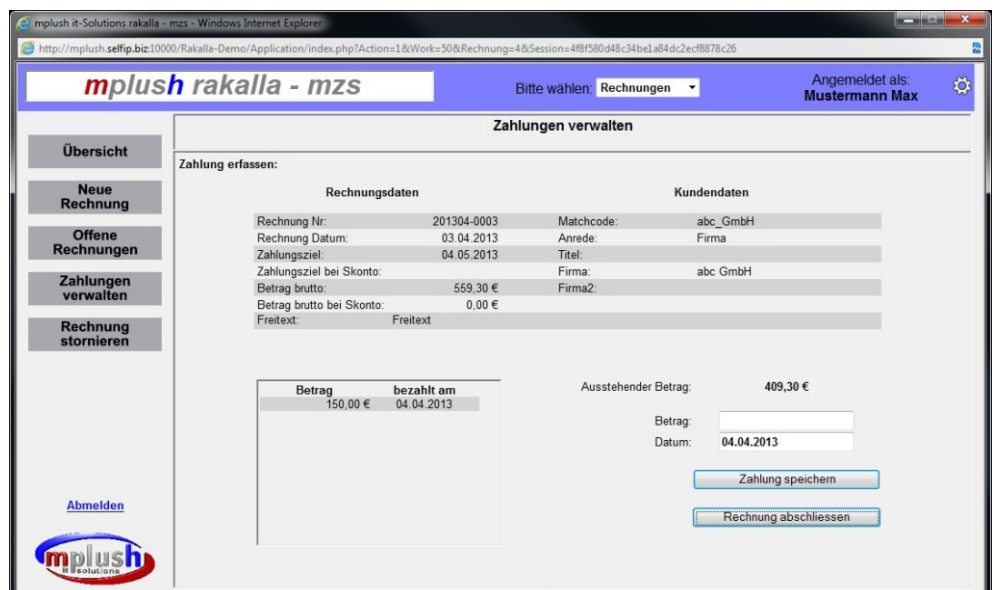 mplush it-Solutions rakalla - mzs - Windows Internet Explorer
http://mplush.selfip.biz:10000/Rakalla-Demo/Application/index.php?Action=1&Work=50&Rechnung=4&Session=4f8f580d48c34be1a84dc2ecf8878c26
mplush rakalla - mzs
Bitte wählen: Rechnungen
Angemeldet als:
Mustermann Max
Zahlungen verwalten
Übersicht
Neue
Rechnung
Offene
Rechnungen
Zahlungen
verwalten
Rechnung
stornieren
Abmelden
mplush
it solutions
Zahlung erfassen:
Rechnungsdaten Kundendaten
Rechnung Nr: 201304-0003 Matchcode: abc_GmbH
Rechnung Datum: 03.04.2013 Anrede: Firma
Zahlungsziel: 04.05.2013 Titel:
Zahlungsziel bei Skonto: Firma: abc GmbH
Betrag brutto: 559,30 € Firma2:
Betrag brutto bei Skonto: 0,00 €
Freitext: Freitext
Betrag bezahlt am
150,00 € 04.04.2013
Ausstehender Betrag: 409,30 €
Betrag:
Datum: 04.04.2013
Zahlung speichern
Rechnung abschliessen